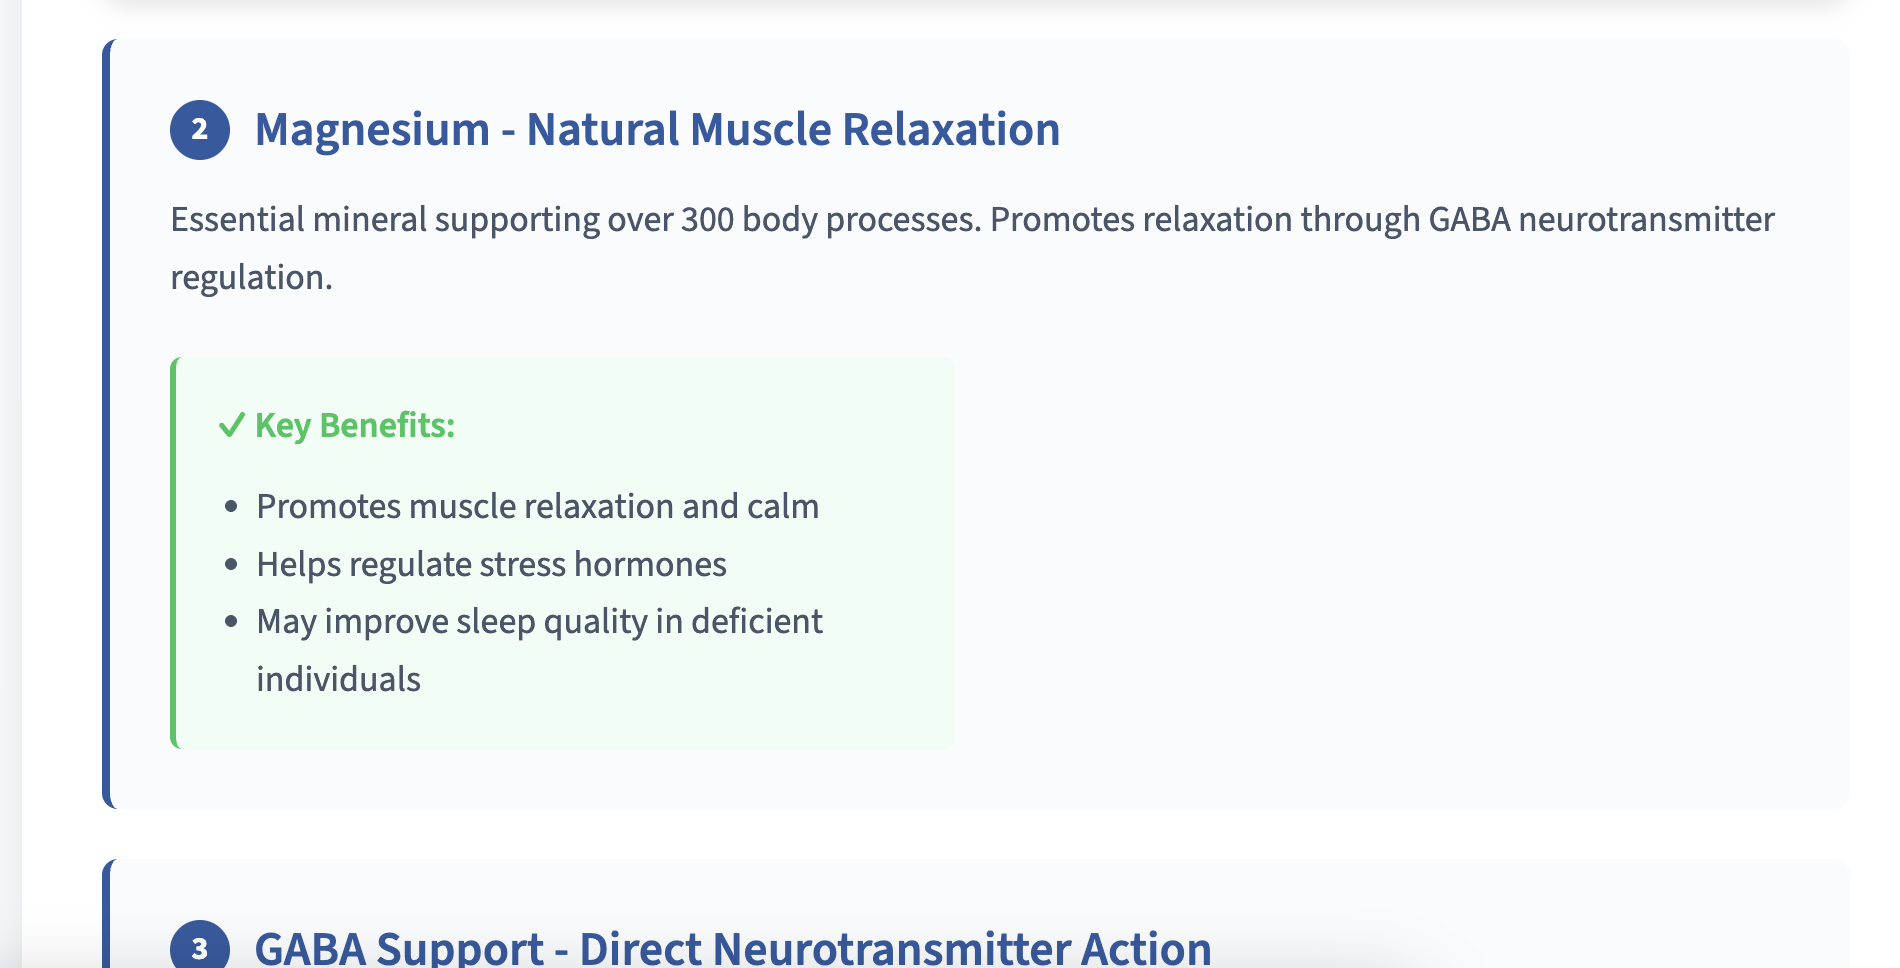 2 Magnesium - Natural Muscle Relaxation
Essential mineral supporting over 300 body processes. Promotes relaxation through GABA neurotransmitter
regulation.
✓ Key Benefits:
• Promotes muscle relaxation and calm
• Helps regulate stress hormones
• May improve sleep quality in deficient
individuals
3 GABA Support - Direct Neurotransmitter Action